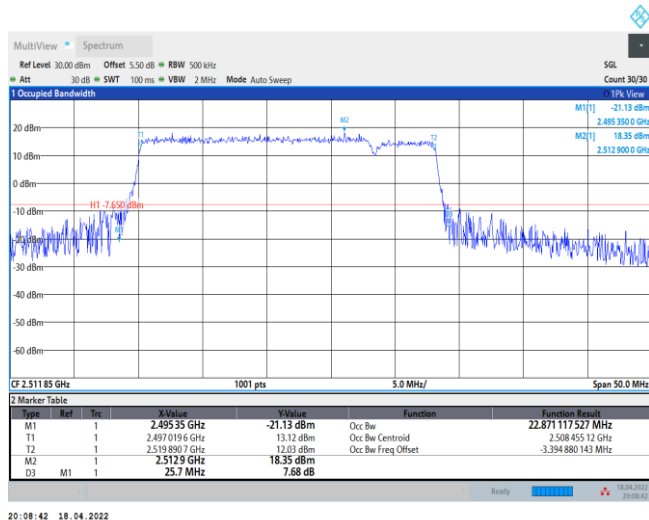 MultiView Spectrum
Ref Level 30.00 dBm Offset 5.50 dB RBW 500 kHz SGL
Att 30 dB SWT 100 ms VBW 2 MHz Mode Auto Sweep Count 30/30
1 Occupied Bandwidth 1Pk View
M1[1] -21.13 dBm
2.495 350 0 GHz
M2[1] 18.35 dBm
2.512 900 0 GHz
M2
20 dBm
T1 T2
10 dBm
0 dBm
H1 -7.650 dBm
-10 dBm
M1
-20 dBm
-30 dBm
-40 dBm
-50 dBm
-60 dBm
CF 2.511 85 GHz 1001 pts 5.0 MHz/ Span 50.0 MHz
2 Marker Table
Type Ref Trc X-Value Y-Value Function Function Result
M1 1 2.495 35 GHz -21.13 dBm Occ Bw 22.871 117 527 MHz
T1 1 2.497 019 6 GHz 13.12 dBm Occ Bw Centroid 2.508 455 12 GHz
T2 1 2.519 890 7 GHz 12.03 dBm Occ Bw Freq Offset -3.394 880 143 MHz
M2 1 2.512 9 GHz 18.35 dBm
D3 M1 1 25.7 MHz 7.68 dB
Ready 18.04.2022
20:08:42
20:08:42 18.04.2022